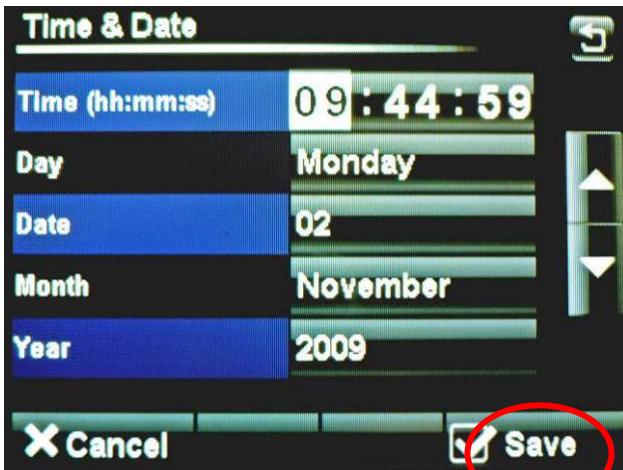 Time & Date
Time (hh:mm:ss) 09:44:59
Day Monday
Date 02
Month November
Year 2009
Cancel Save